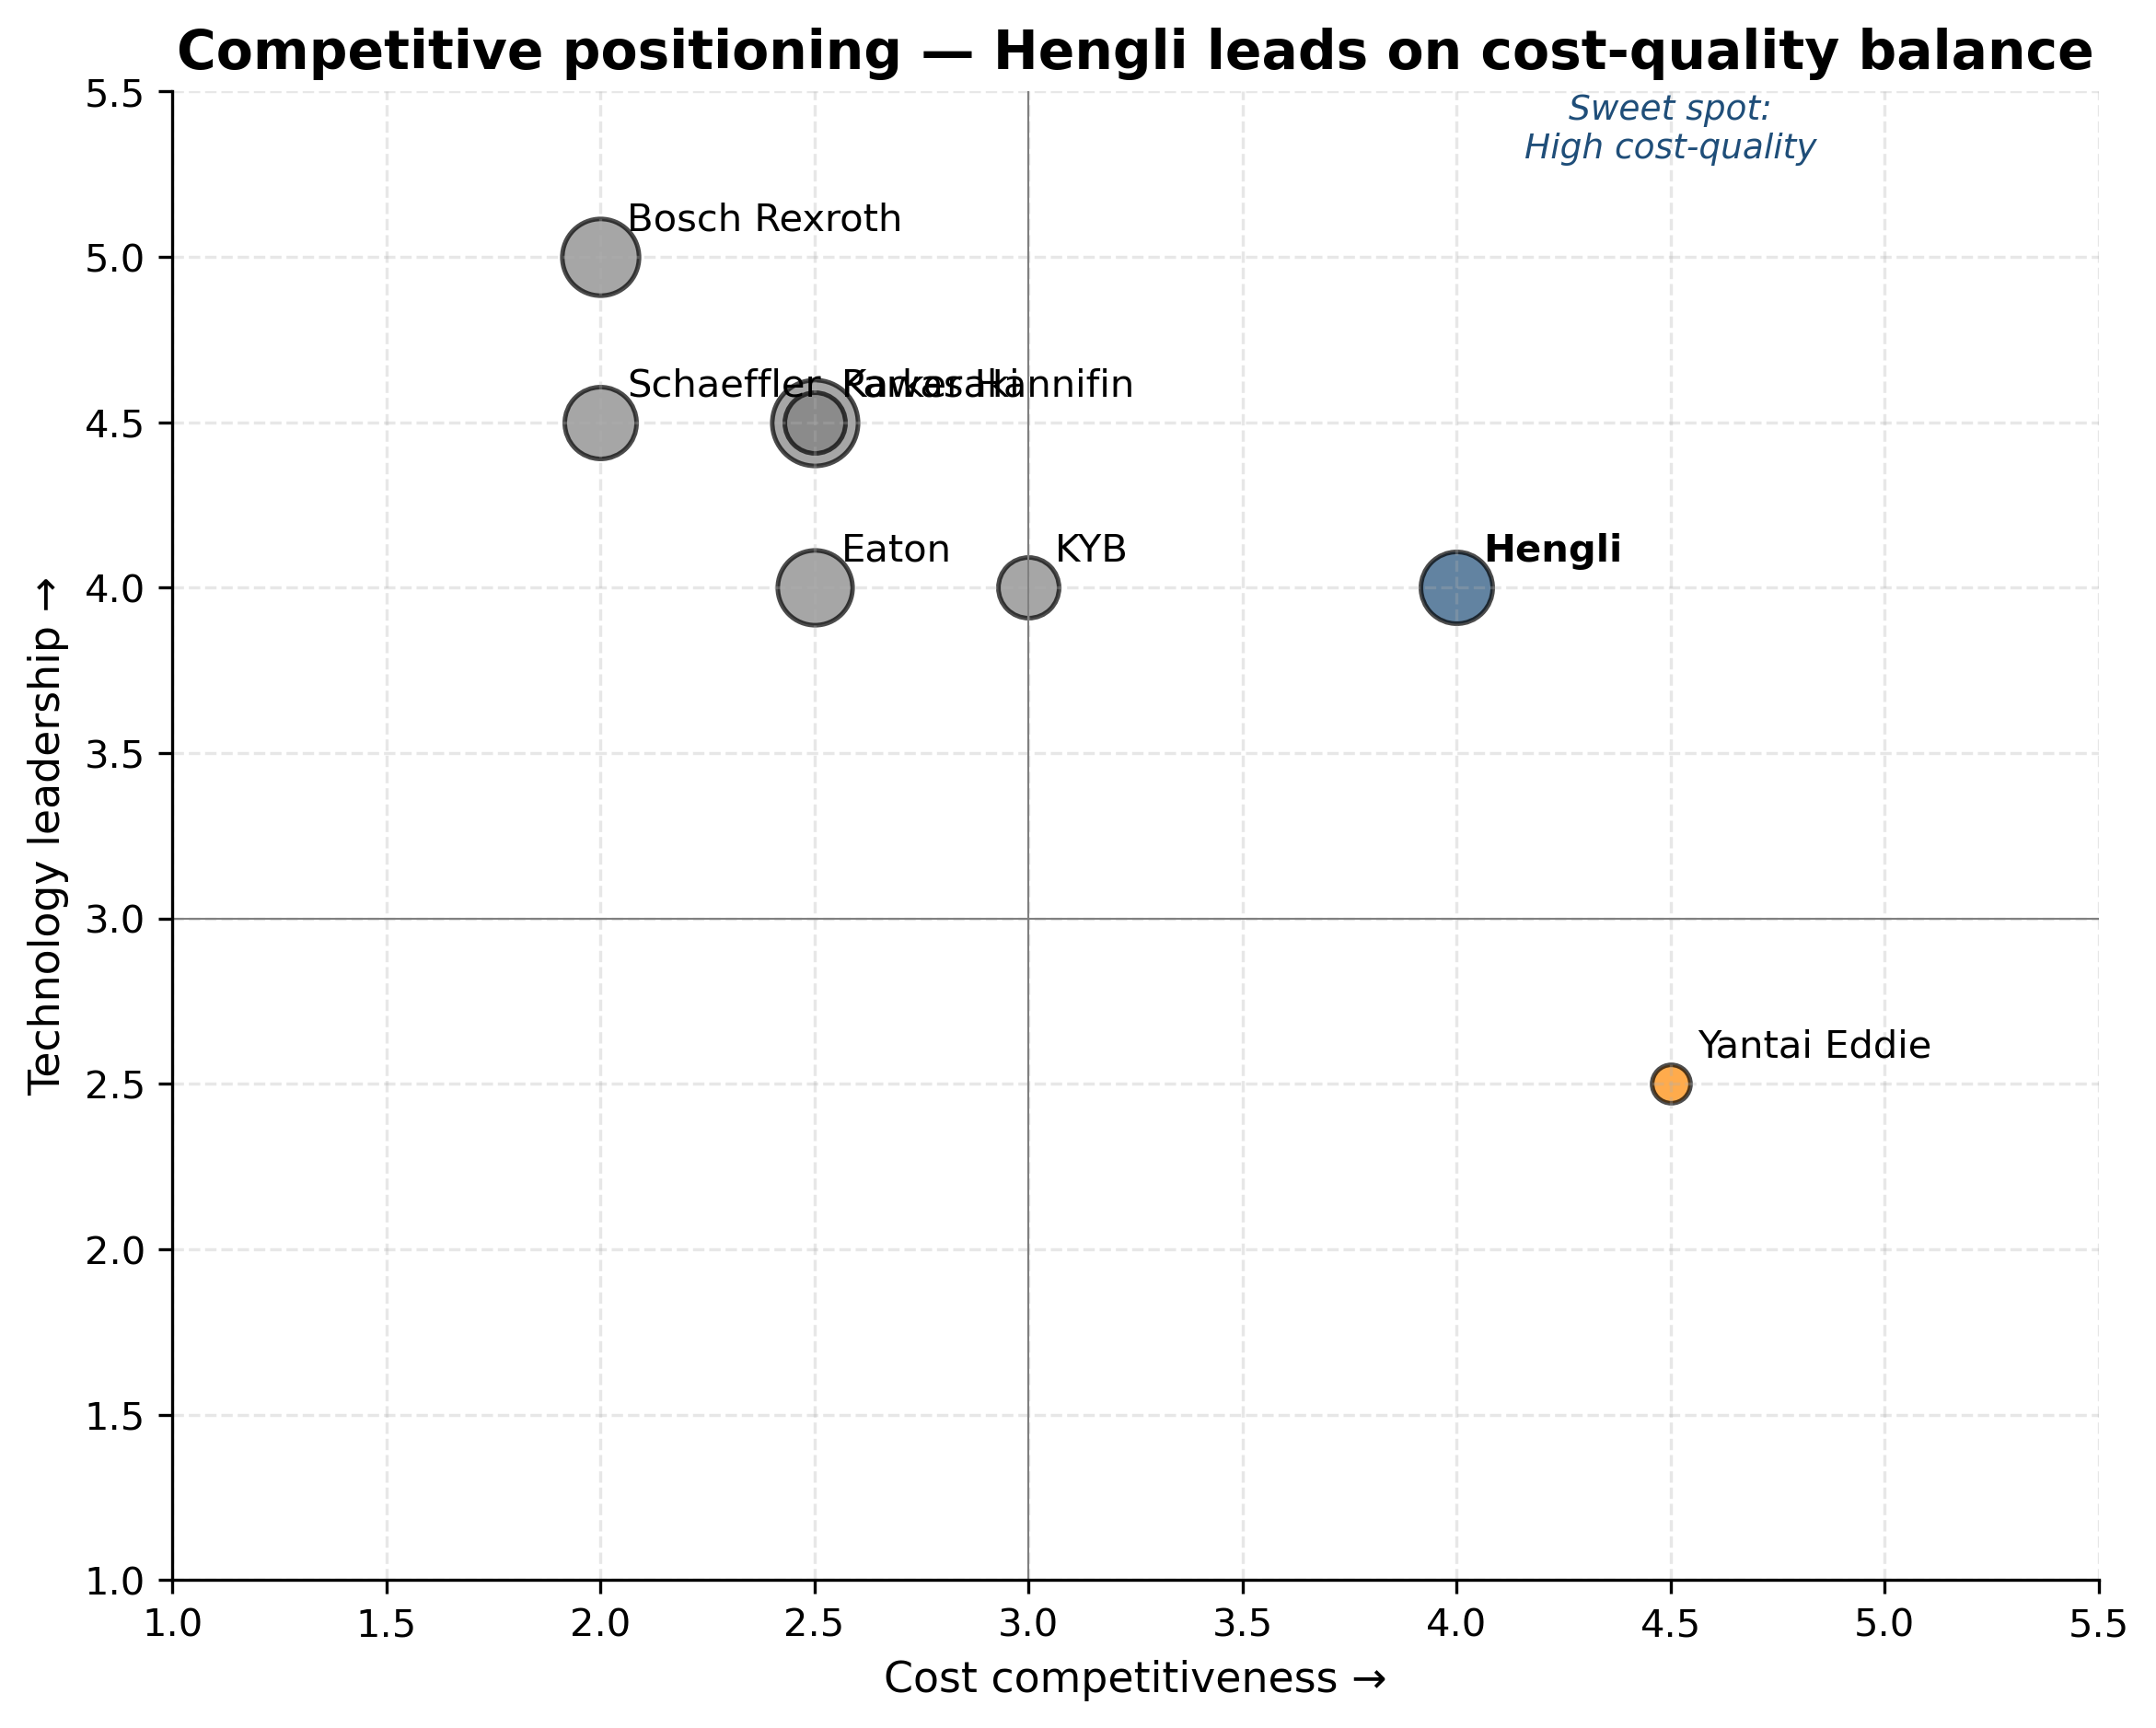 Competitive positioning — Hengli leads on cost-quality balance
Sweet spot:
High cost-quality
Bosch Rexroth
Schaeffler
Parker Hannifin
Kawasaki
Eaton
KYB
Hengli
Yantai Eddie
Technology leadership →
5.5
5.0
4.5
4.0
3.5
3.0
2.5
2.0
1.5
1.0
1.0 1.5 2.0 2.5 3.0 3.5 4.0 4.5 5.0 5.5
Cost competitiveness →